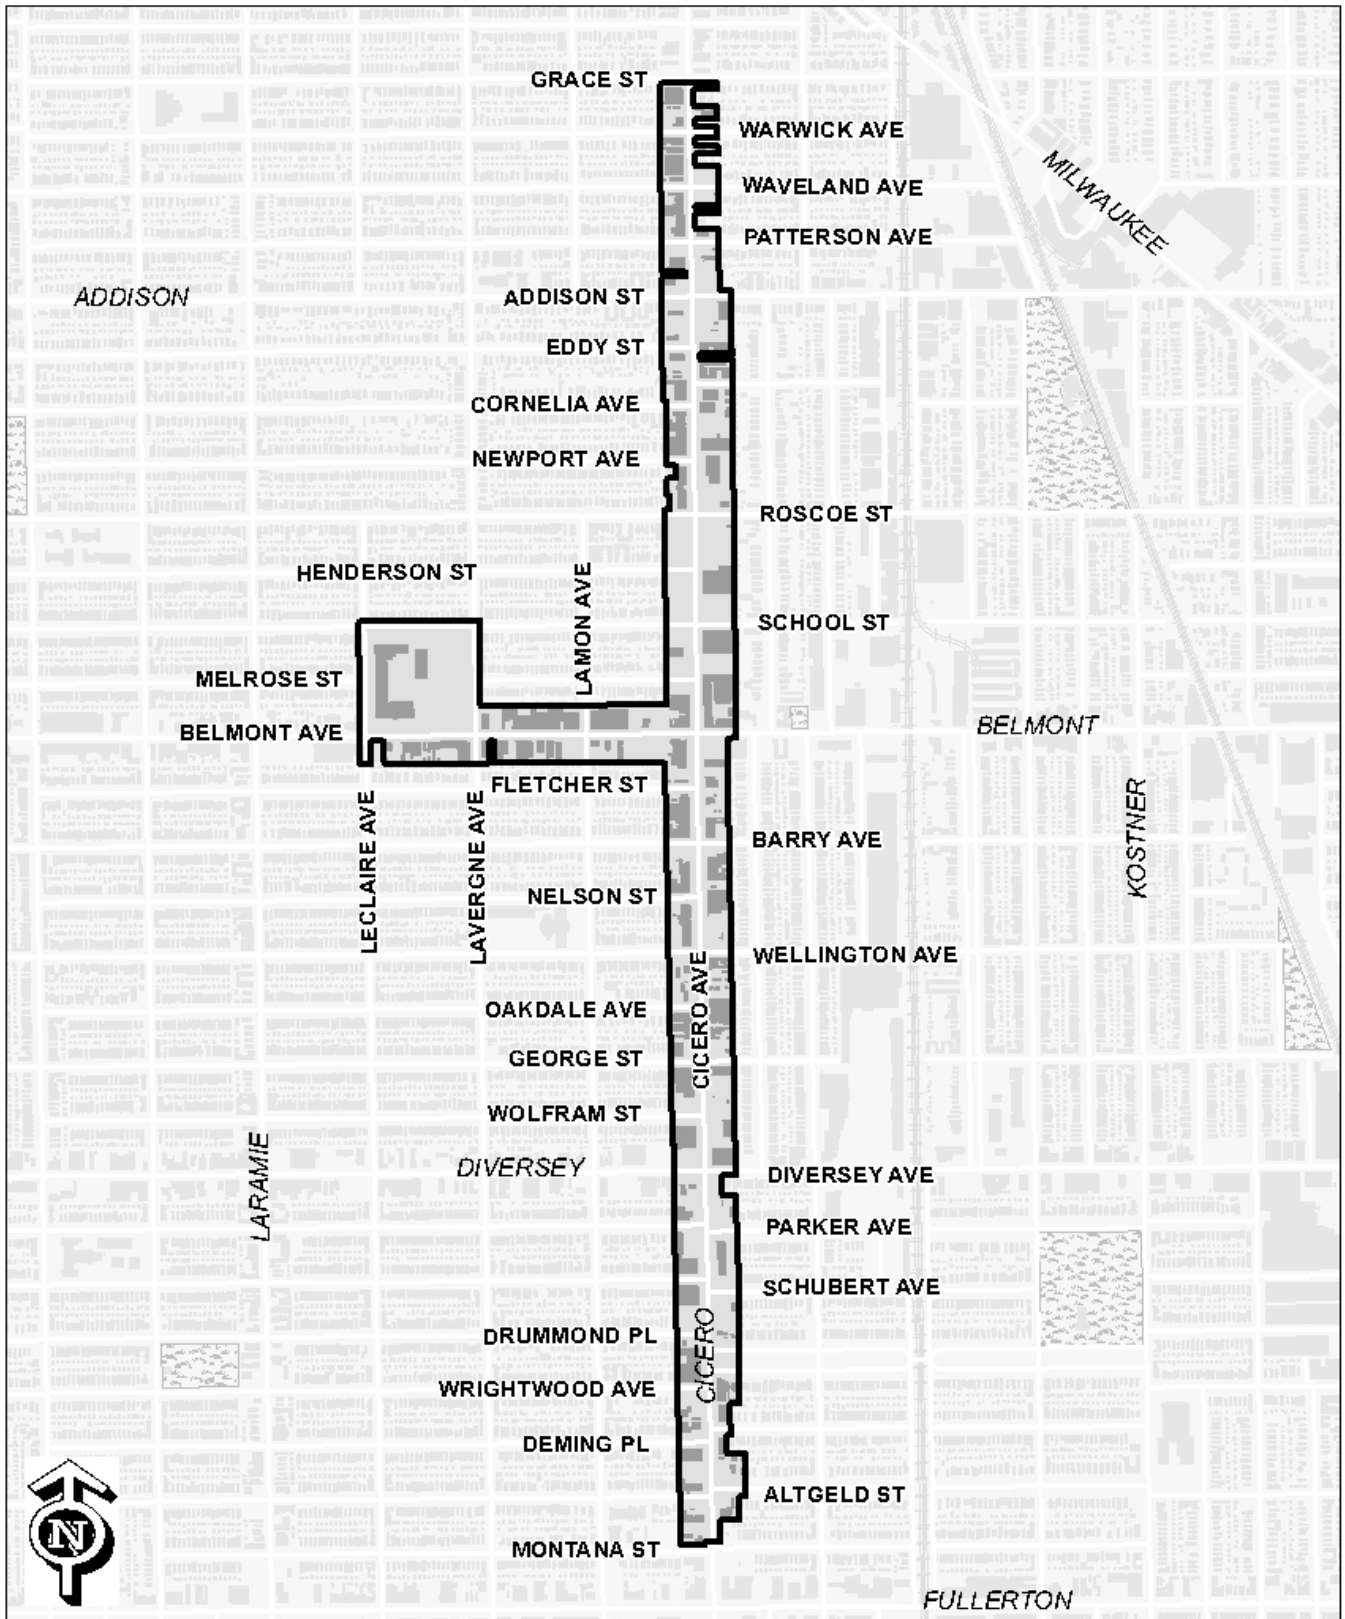 GRACE ST
WARWICK AVE
MILWAUKEE
WAVELAND AVE
PATTERSON AVE
ADDISON
ADDISON ST
EDDY ST
CORNELIA AVE
NEWPORT AVE
ROSCOE ST
HENDERSON ST
LAMON AVE
SCHOOL ST
MELROSE ST
BELMONT AVE
BELMONT
FLETCHER ST
LECLAIRE AVE
LAVERGNE AVE
BARRY AVE
KOSTNER
NELSON ST
WELLINGTON AVE
CICERO AVE
OAKDALE AVE
GEORGE ST
WOLFRAM ST
LARAMIE
DIVERSEY
DIVERSEY AVE
PARKER AVE
SCHUBERT AVE
DRUMMOND PL
CICERO
WRIGHTWOOD AVE
DEMING PL
ALTGELD ST
N
MONTANA ST
FULLERTON